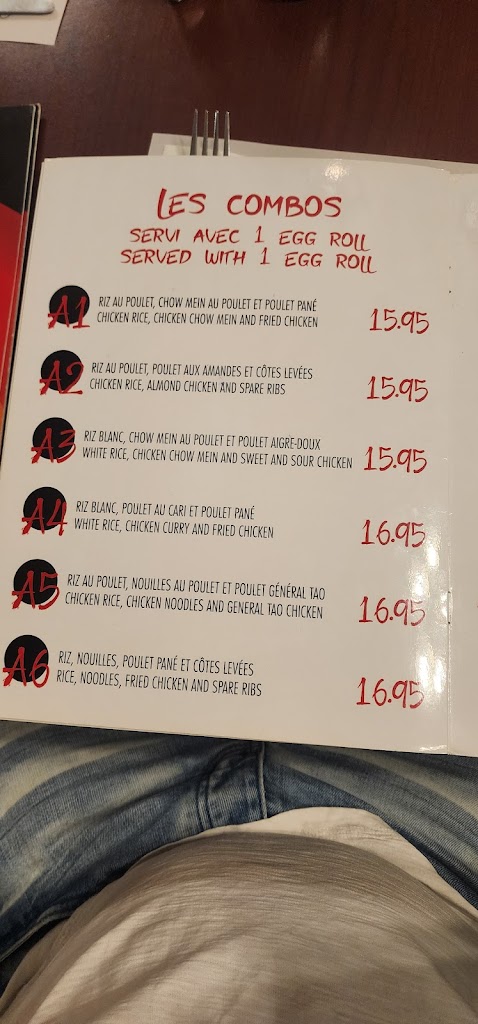 LES COMBOS
SERVI AVEC 1 EGG ROLL
SERVED WITH 1 EGG ROLL
A1 RIZ AU POULET, CHOW MEIN AU POULET ET POULET PANÉ
CHICKEN RICE, CHICKEN CHOW MEIN AND FRIED CHICKEN 15.95
A2 RIZ AU POULET, POULET AUX AMANDES ET CÔTES LEVÉES
CHICKEN RICE, ALMOND CHICKEN AND SPARE RIBS 15.95
A3 RIZ BLANC, CHOW MEIN AU POULET ET POULET AIGRE-DOUX
WHITE RICE, CHICKEN CHOW MEIN AND SWEET AND SOUR CHICKEN 15.95
A4 RIZ BLANC, POULET AU CARI ET POULET PANÉ
WHITE RICE, CHICKEN CURRY AND FRIED CHICKEN 16.95
A5 RIZ AU POULET, NOUILLES AU POULET ET POULET GÉNÉRAL TAO
CHICKEN RICE, CHICKEN NOODLES AND GENERAL TAO CHICKEN 16.95
A6 RIZ, NOUILLES, POULET PANÉ ET CÔTES LEVÉES
RICE, NOODLES, FRIED CHICKEN AND SPARE RIBS 16.95